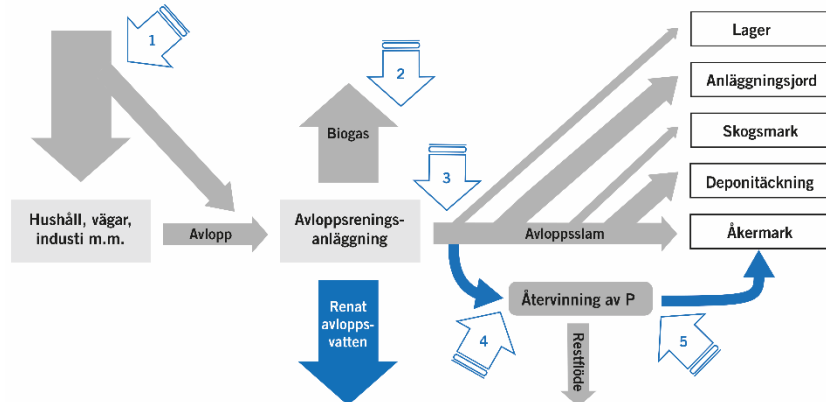 1
2
3
Lager
Anläggningsjord
Skogsmark
Deponitäckning
Åkermark
Biogas
Hushåll, vägar,
industi m.m.
Avlopp
Avloppsrenings-
anläggning
Avloppsslam
Renat
avlopps-
vatten
Återvinning av P
4
5
Restflöde